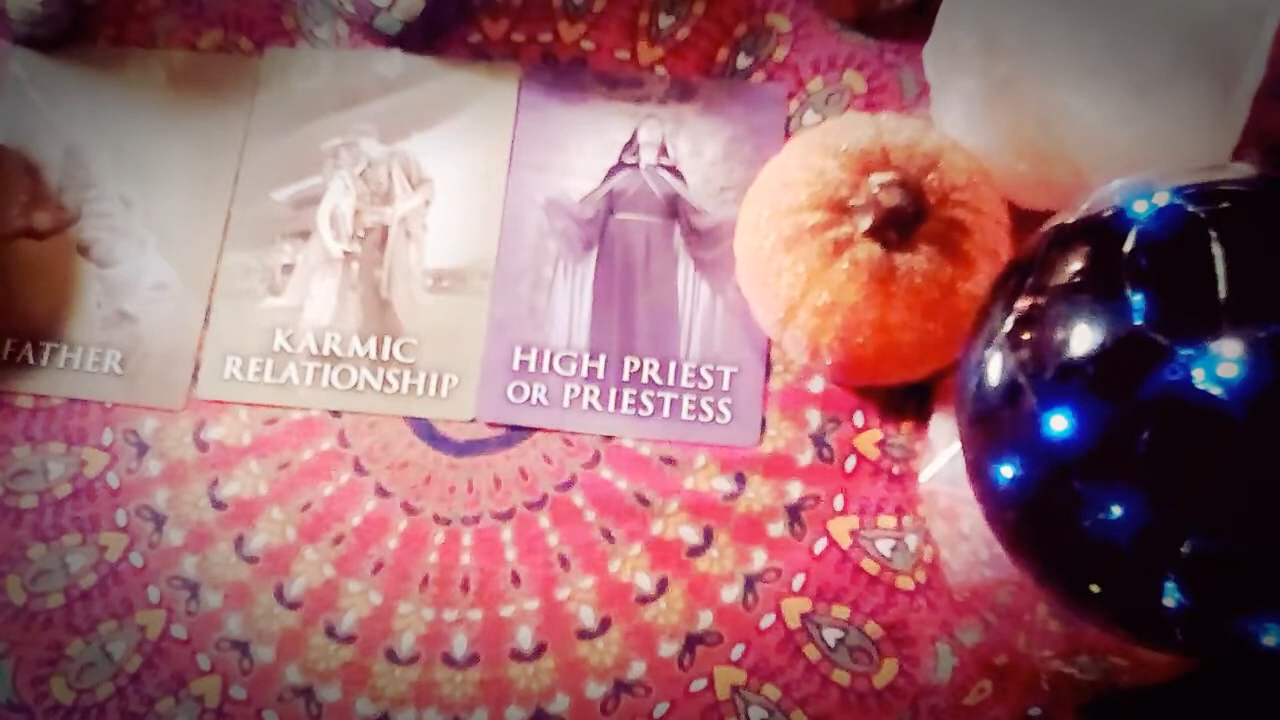 FATHER
KARMIC
RELATIONSHIP
HIGH PRIEST
OR PRIESTESS